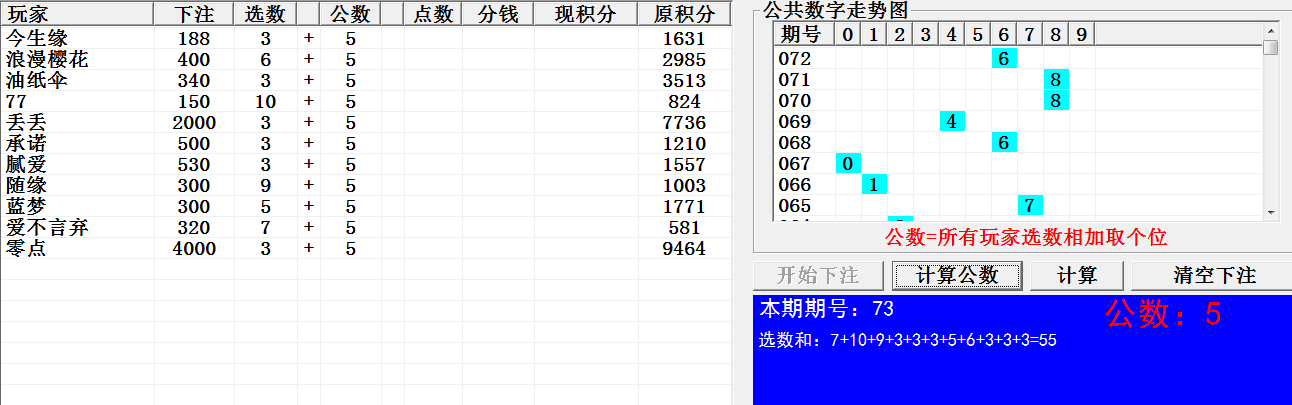 玩家 下注 选数 公数 点数 分钱 现积分 原积分
今生缘 188 3 + 5 1631
浪漫樱花 400 6 + 5 2985
油纸伞 340 3 + 5 3513
77 150 10 + 5 824
丢丢 2000 3 + 5 7736
承诺 500 3 + 5 1210
腻爱 530 3 + 5 1557
随缘 300 9 + 5 1003
蓝梦 300 5 + 5 1771
爱不言弃 320 7 + 5 581
零点 4000 3 + 5 9464
公共数字走势图
期号 0 1 2 3 4 5 6 7 8 9
072 6
071 8
070 8
069 4
068 6
067 0
066 1
065 7
公数=所有玩家选数相加取个位
开始下注 计算公数 计算 清空下注
本期期号：73 公数：5
选数和：7+10+9+3+3+3+5+6+3+3+3=55